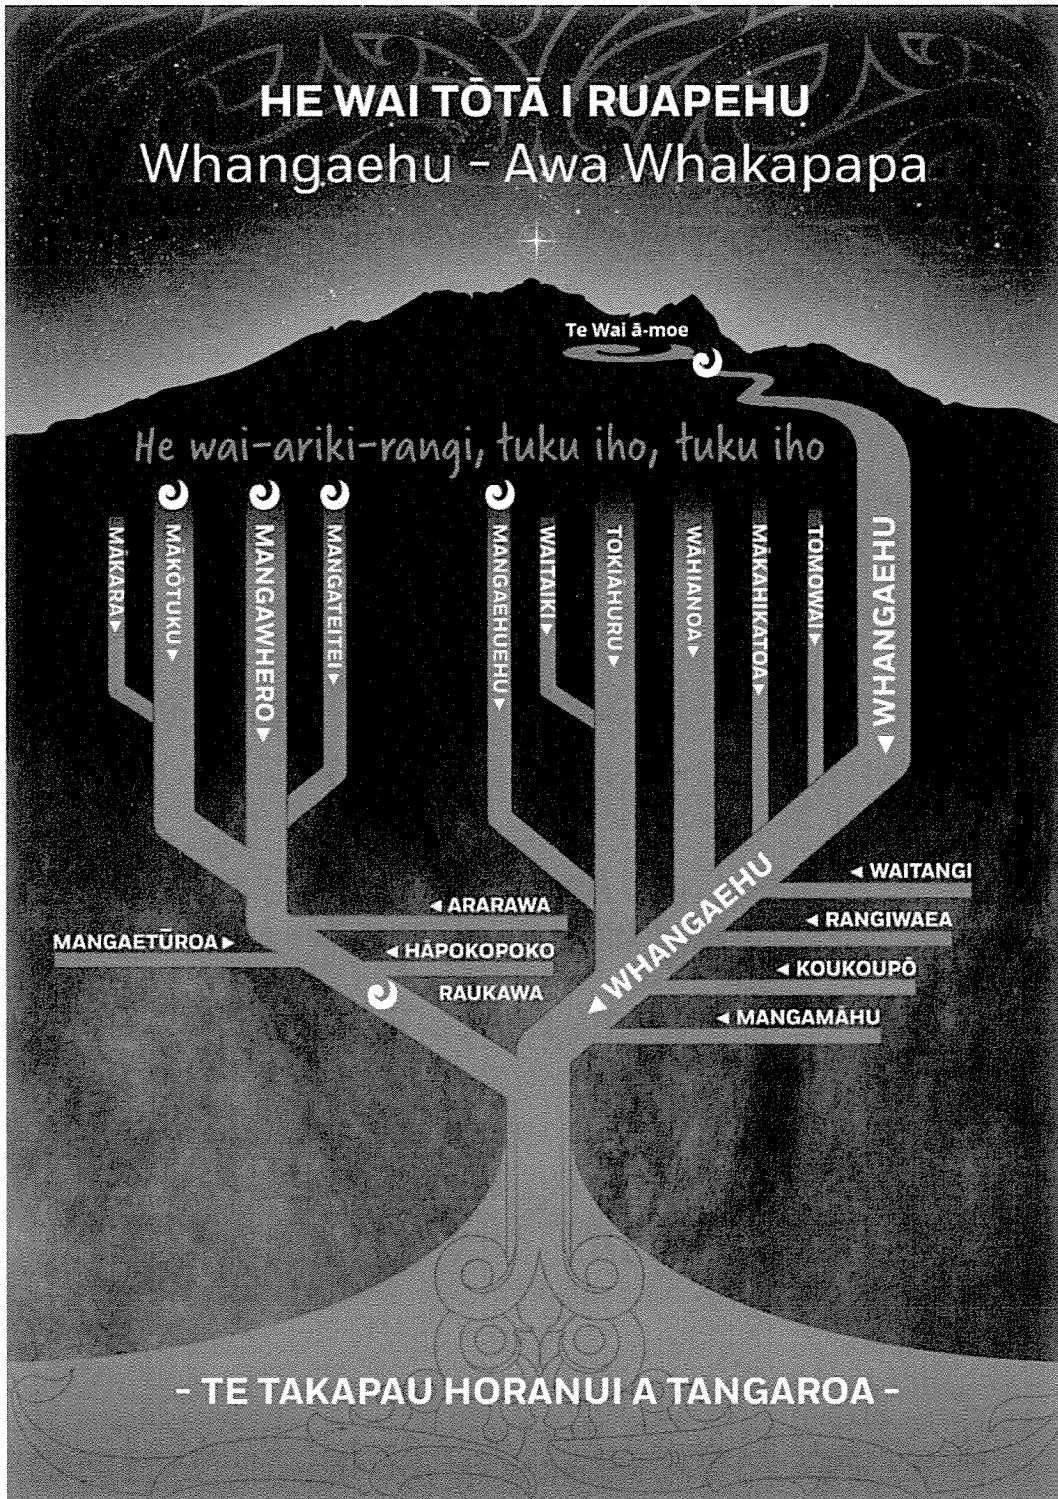 HE WAI TŌTĀ I RUAPEHU
Whangaehu - Awa Whakapapa
Te Wai ā-moe
He wai-ariki-rangi, tuku iho, tuku iho
MĀKARA
MĀKŌTUKU
MANGAWHERO
MANGATEITEI
MANGAEHUEHU
WAITAIKI
TOKIĀHURU
WĀHIANOA
MĀKAHIKATOA
TOMOWAI
WHANGAEHU
WHANGAEHU
WAITANGI
ARARAWA
RANGIWAEA
MANGAETŪROA
HĀPOKOPOKO
KOUKOUPŌ
RAUKAWA
MANGAMĀHU
- TE TAKAPAU HORANUI A TANGAROA -